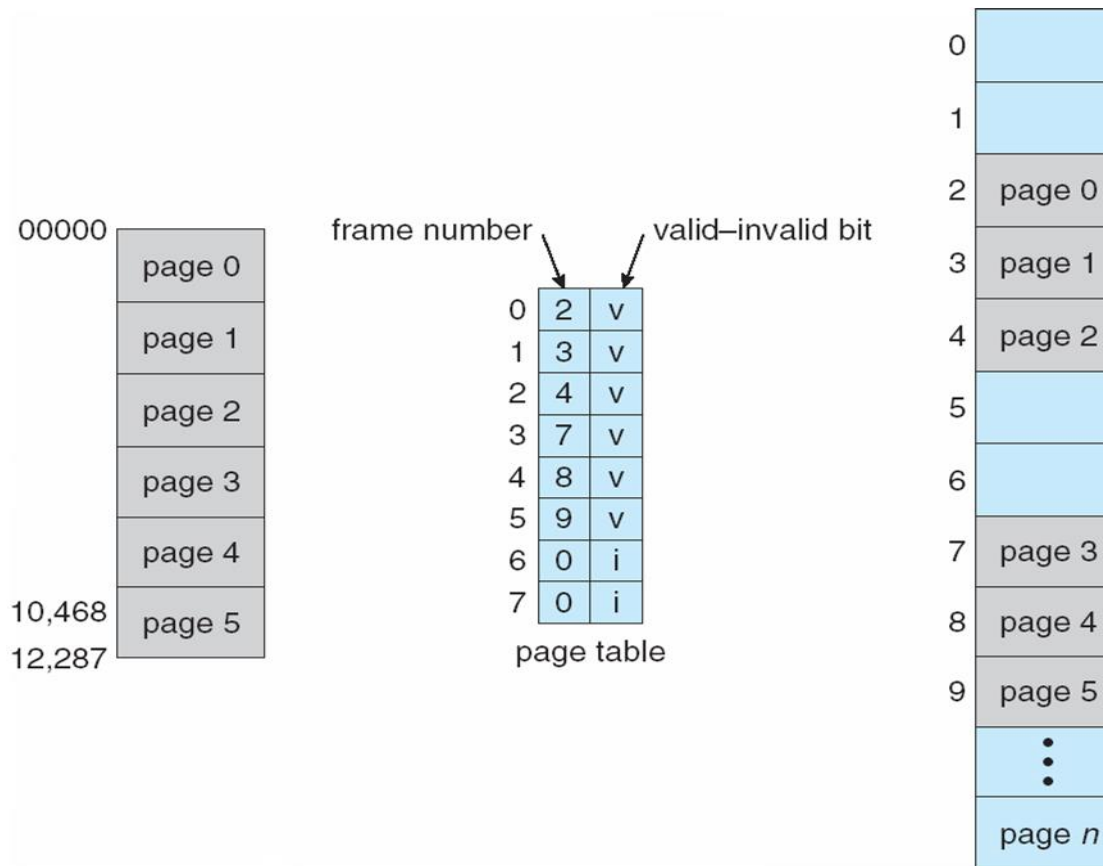 00000
page 0
page 1
page 2
page 3
page 4
10,468
page 5
12,287
frame number
valid–invalid bit
0 2 v
1 3 v
2 4 v
3 7 v
4 8 v
5 9 v
6 0 i
7 0 i
page table
0
1
2 page 0
3 page 1
4 page 2
5
6
7 page 3
8 page 4
9 page 5
page n